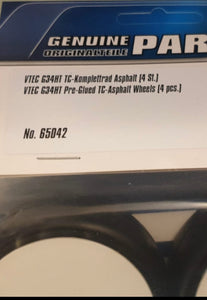 GENUINE PAR
ORIGINALTEILE
VTEC G34HT TC-Komplettrad Asphalt (4 St.)
VTEC G34HT Pre-Glued TC-Asphalt Wheels (4 pcs.)
No. 65042